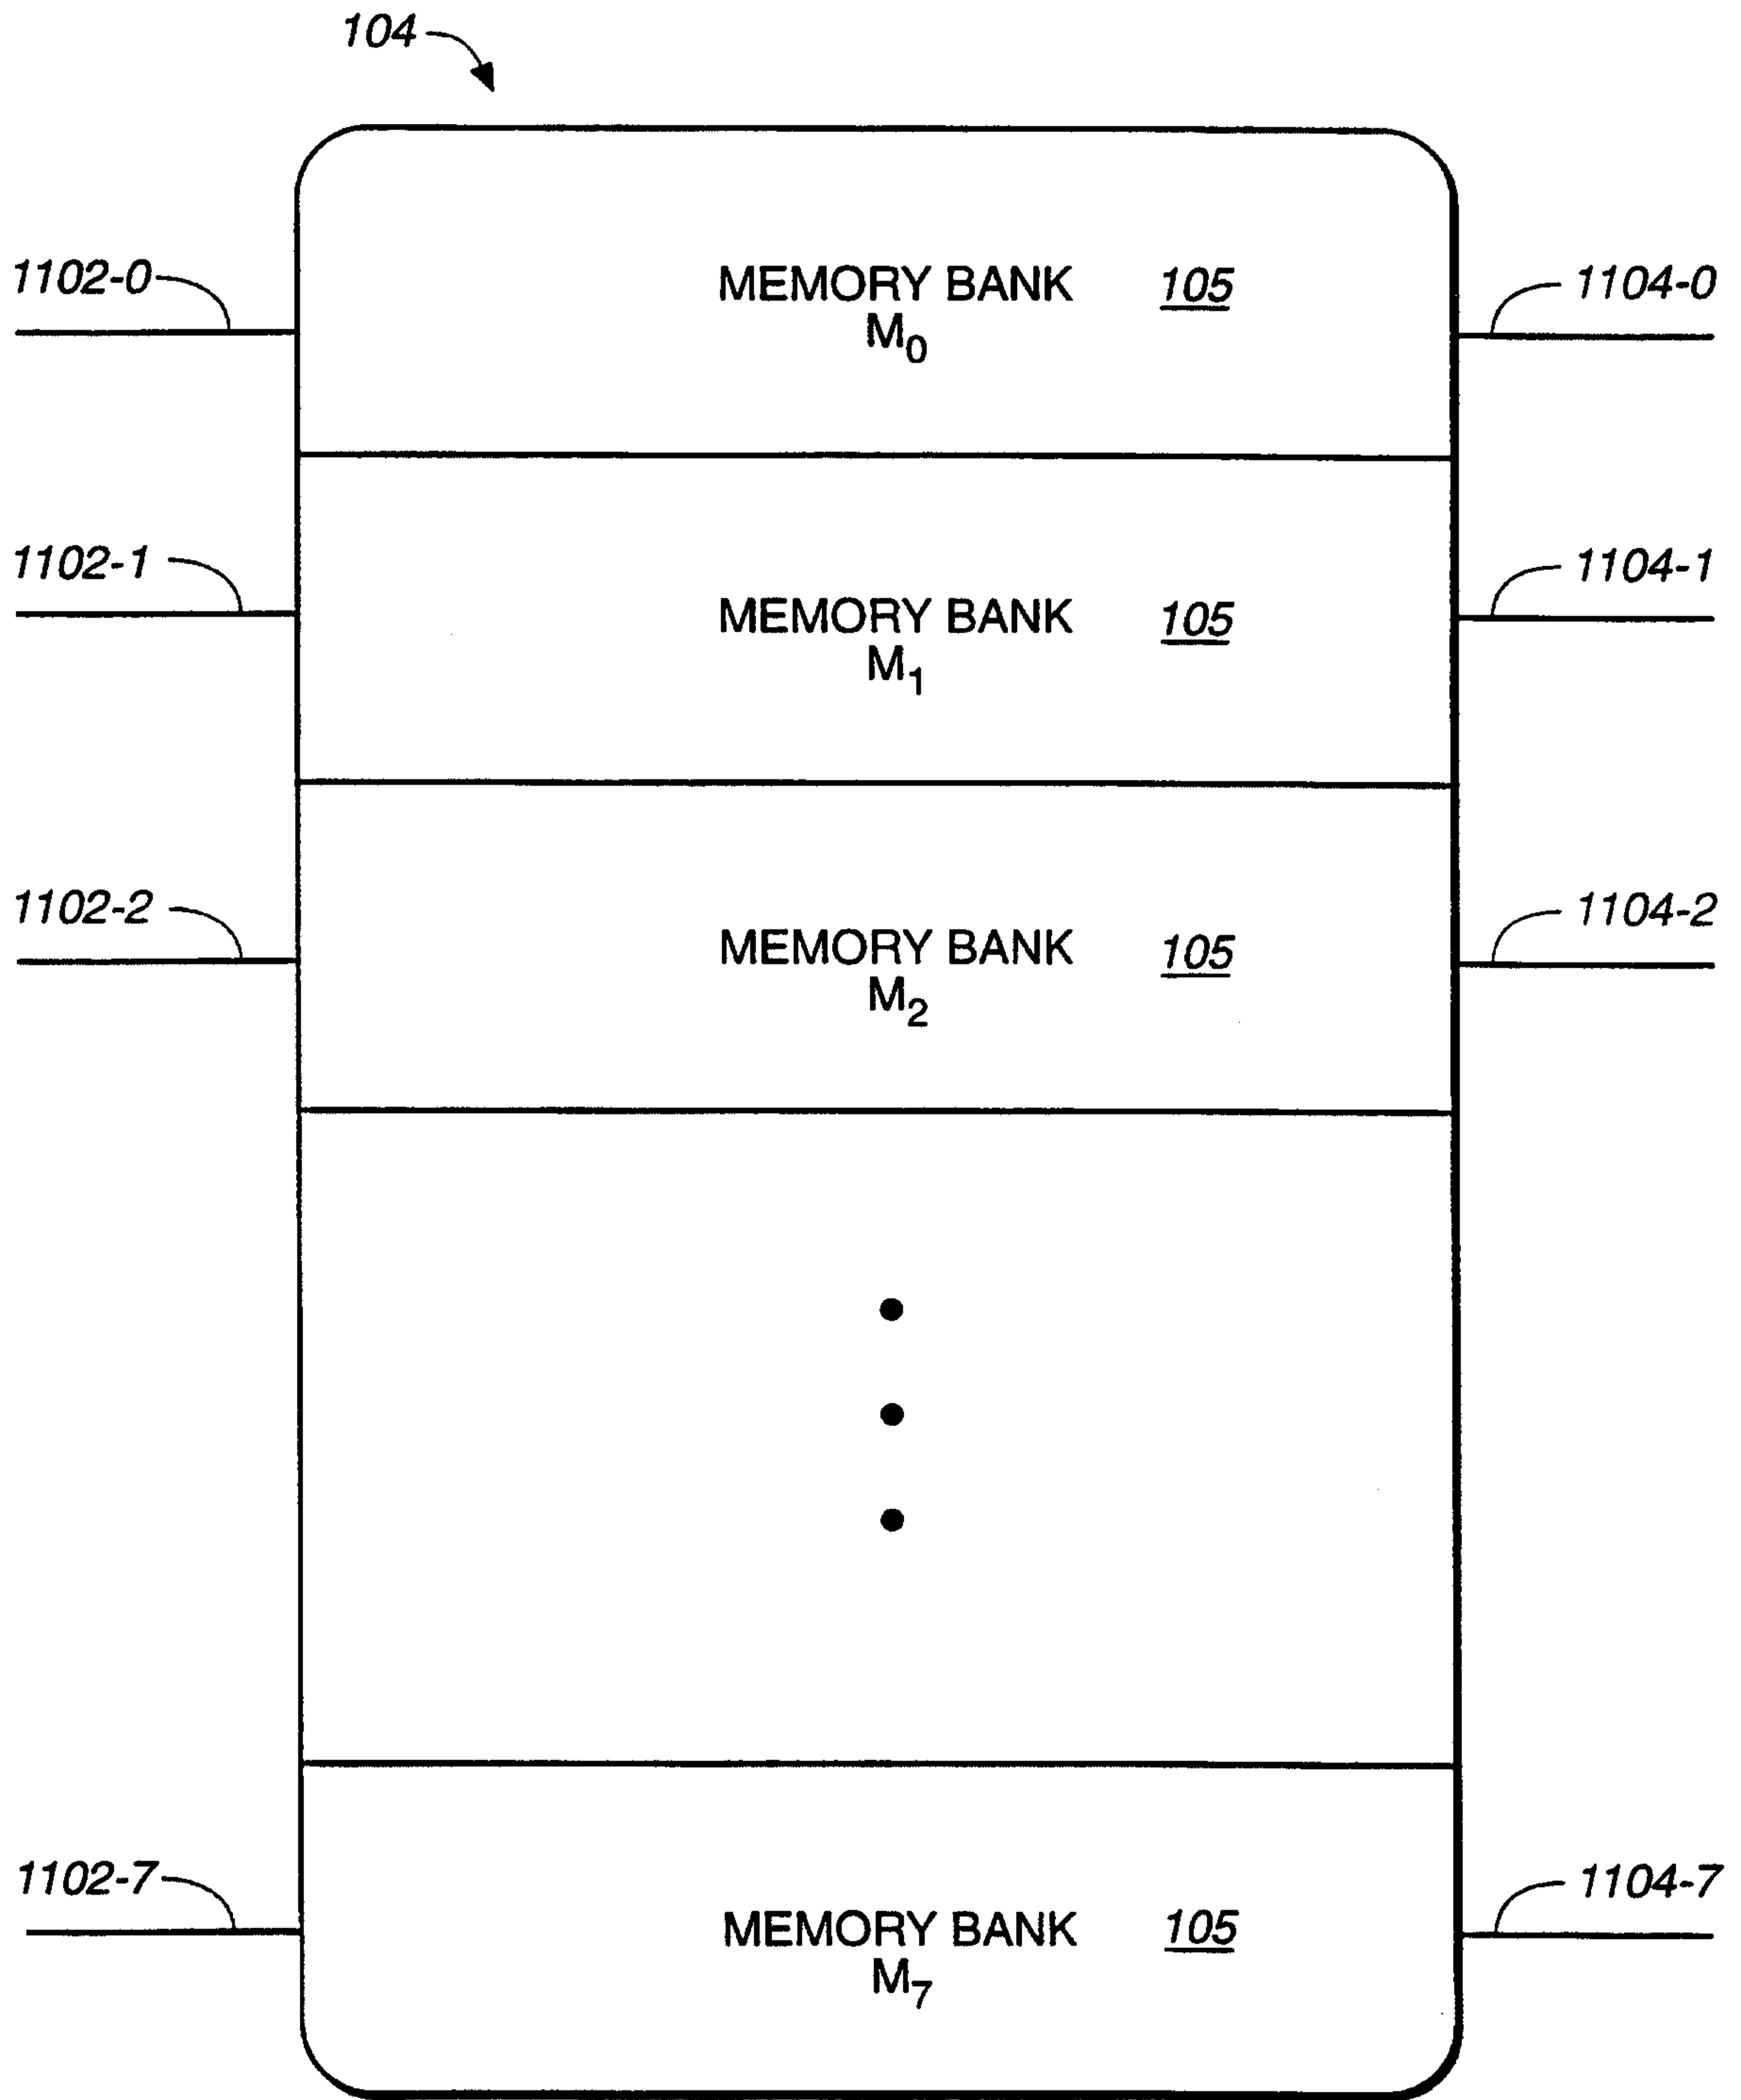 104
1102-0
MEMORY BANK 105
M0
1104-0
1102-1
MEMORY BANK 105
M1
1104-1
1102-2
MEMORY BANK 105
M2
1104-2
1102-7
MEMORY BANK 105
M7
1104-7